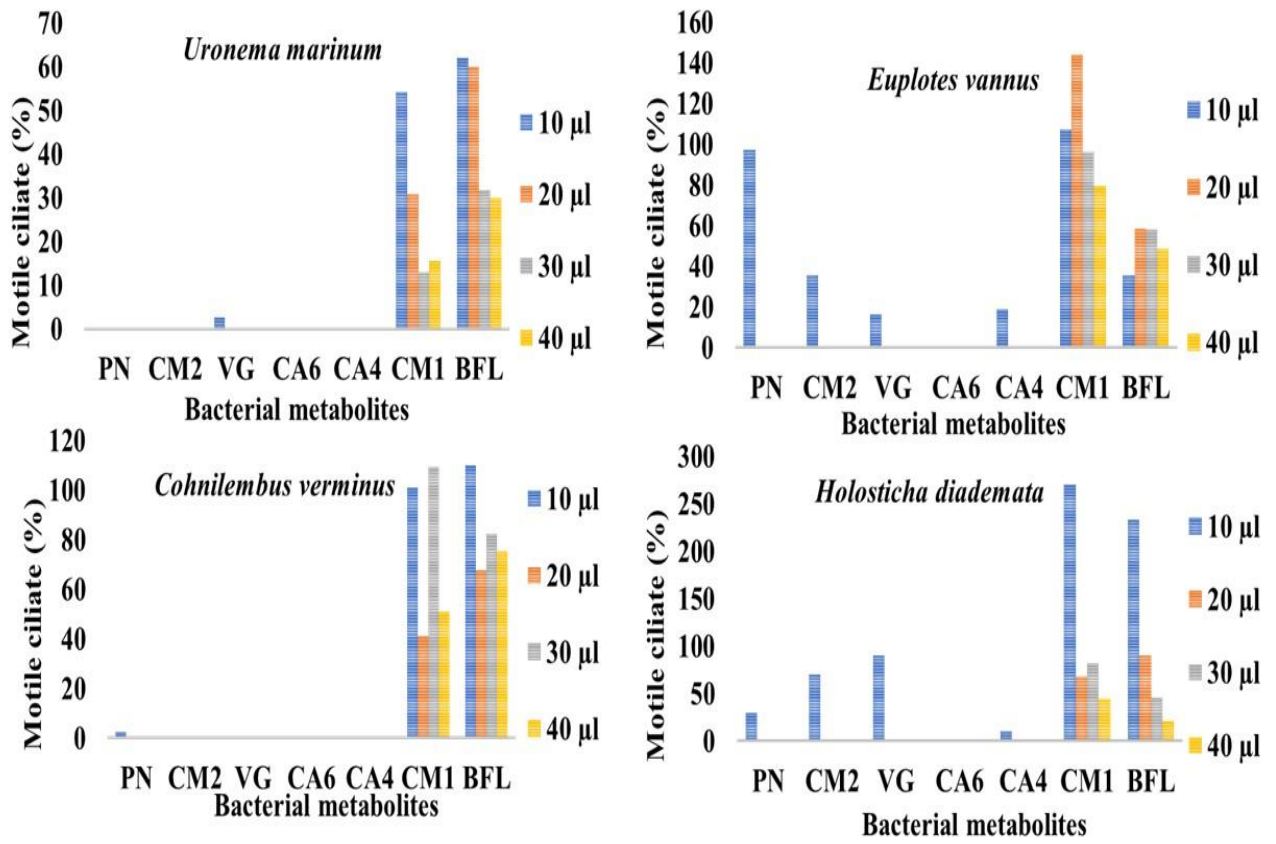 Uronema marinum
Motile ciliate (%)
70
60
50
40
30
20
10
0
PN CM2 VG CA6 CA4 CM1 BFL
Bacterial metabolites
10 µl
20 µl
30 µl
40 µl
Euplotes vannus
Motile ciliate (%)
160
140
120
100
80
60
40
20
0
PN CM2 VG CA6 CA4 CM1 BFL
Bacterial metabolites
10 µl
20 µl
30 µl
40 µl
Cohnilembus verminus
Motile ciliate (%)
120
100
80
60
40
20
0
PN CM2 VG CA6 CA4 CM1 BFL
Bacterial metabolites
10 µl
20 µl
30 µl
40 µl
Holosticha diademata
Motile ciliate (%)
300
250
200
150
100
50
0
PN CM2 VG CA6 CA4 CM1 BFL
Bacterial metabolites
10 µl
20 µl
30 µl
40 µl